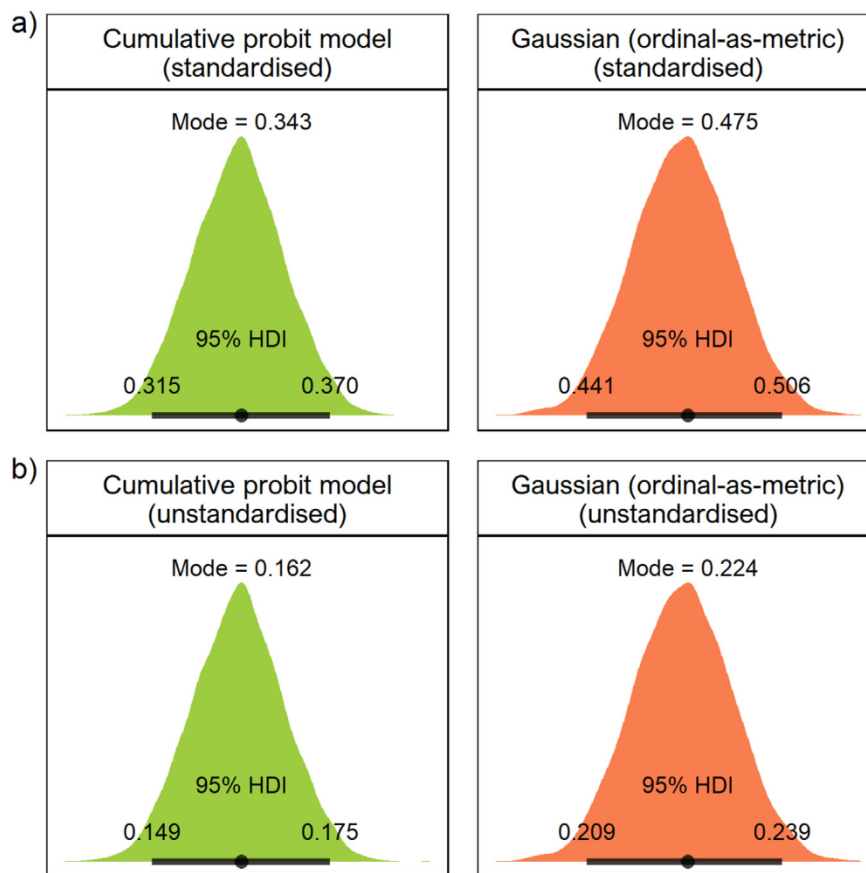 a)
Cumulative probit model
(standardised)
Mode = 0.343
95% HDI
0.315 0.370
Gaussian (ordinal-as-metric)
(standardised)
Mode = 0.475
95% HDI
0.441 0.506
b)
Cumulative probit model
(unstandardised)
Mode = 0.162
95% HDI
0.149 0.175
Gaussian (ordinal-as-metric)
(unstandardised)
Mode = 0.224
95% HDI
0.209 0.239